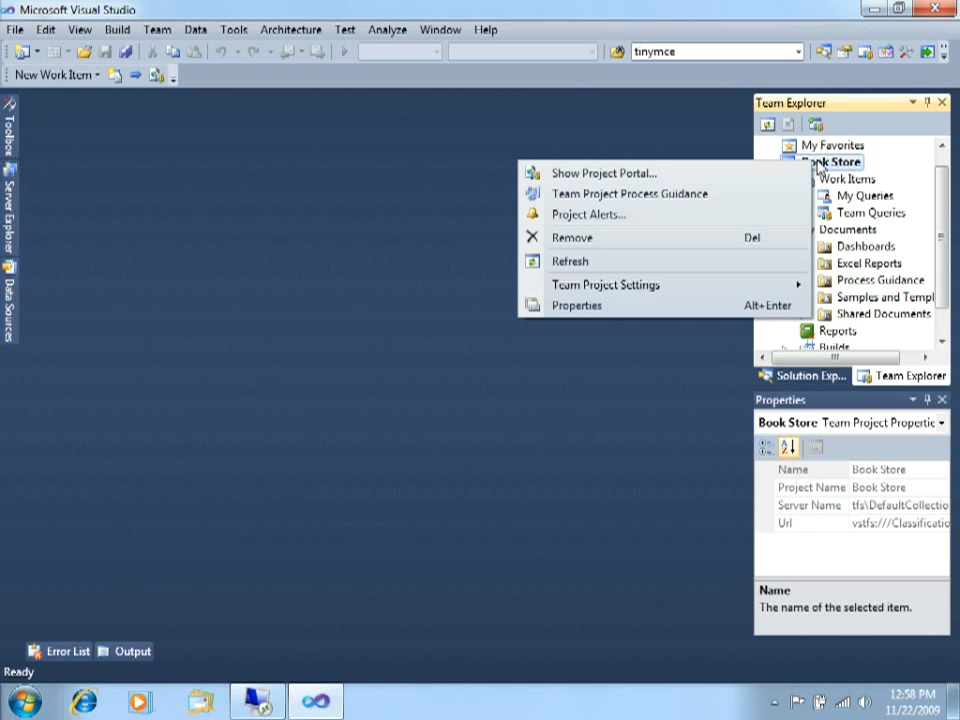 Microsoft Visual Studio
File Edit View Build Team Data Tools Architecture Test Analyze Window Help
tinymce
New Work Item
Toolbox
Server Explorer
Data Sources
Team Explorer
My Favorites
Book Store
Work Items
My Queries
Team Queries
Documents
Dashboards
Excel Reports
Process Guidance
Samples and Templ
Shared Documents
Reports
Builds
Show Project Portal...
Team Project Process Guidance
Project Alerts...
Remove Del
Refresh
Team Project Settings
Properties Alt+Enter
Solution Exp... Team Explorer
Properties
Book Store Team Project Propertie
Name Book Store
Project Name Book Store
Server Name tfs\DefaultCollectio
Url vstfs:///Classificatio
Name
The name of the selected item.
Error List Output
Ready
12:58 PM
11/22/2009